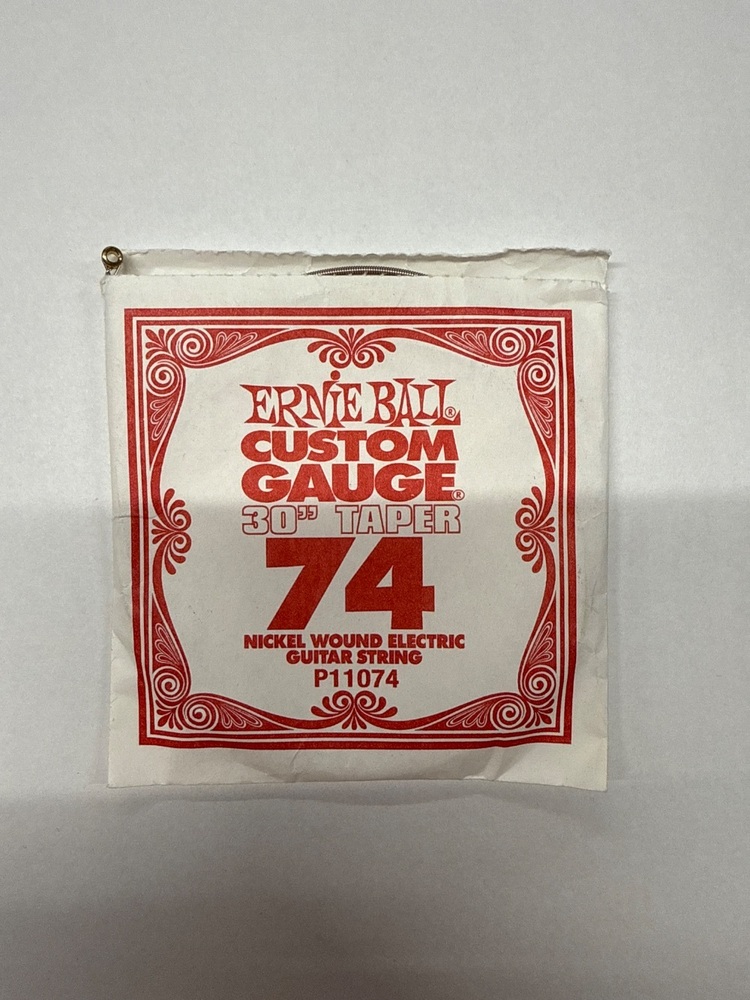 ERNIE BALL®
CUSTOM
GAUGE®
30" TAPER
74
NICKEL WOUND ELECTRIC
GUITAR STRING
P11074